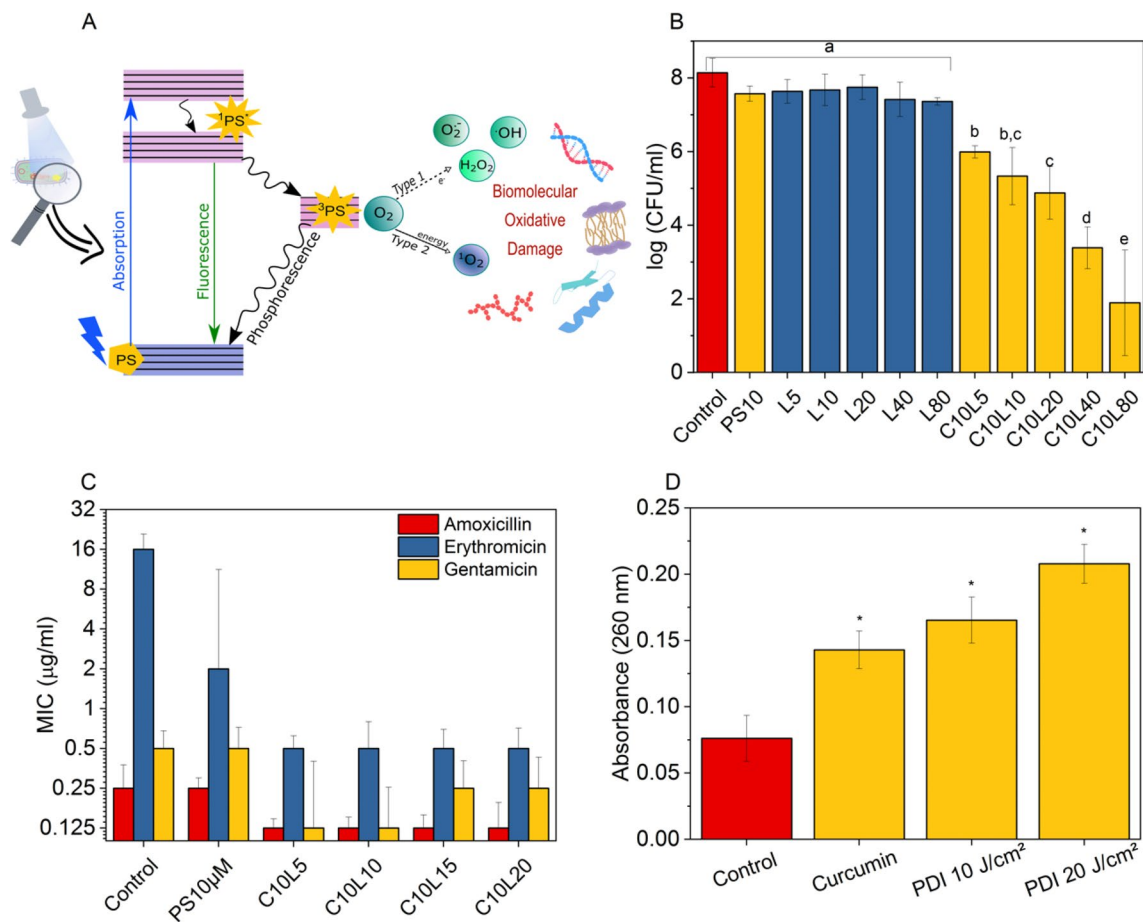 A
¹PS*
Absorption
Fluorescence
Phosphorescence
PS
³PS*
O₂
Type 1
e⁻
Type 2
energy
O₂⁻
·OH
H₂O₂
¹O₂
Biomolecular
Oxidative
Damage
B
log (CFU/ml)
8
6
4
2
0
a
b
b,c
c
d
e
Control
PS10
L5
L10
L20
L40
L80
C10L5
C10L10
C10L20
C10L40
C10L80
C
MIC (µg/ml)
32
16
8
4
2
1
0.5
0.25
0.125
Amoxicillin
Erythromicin
Gentamicin
Control
PS10µM
C10L5
C10L10
C10L15
C10L20
D
Absorbance (260 nm)
0.25
0.20
0.15
0.10
0.05
0.00
*
*
*
Control
Curcumin
PDI 10 J/cm²
PDI 20 J/cm²